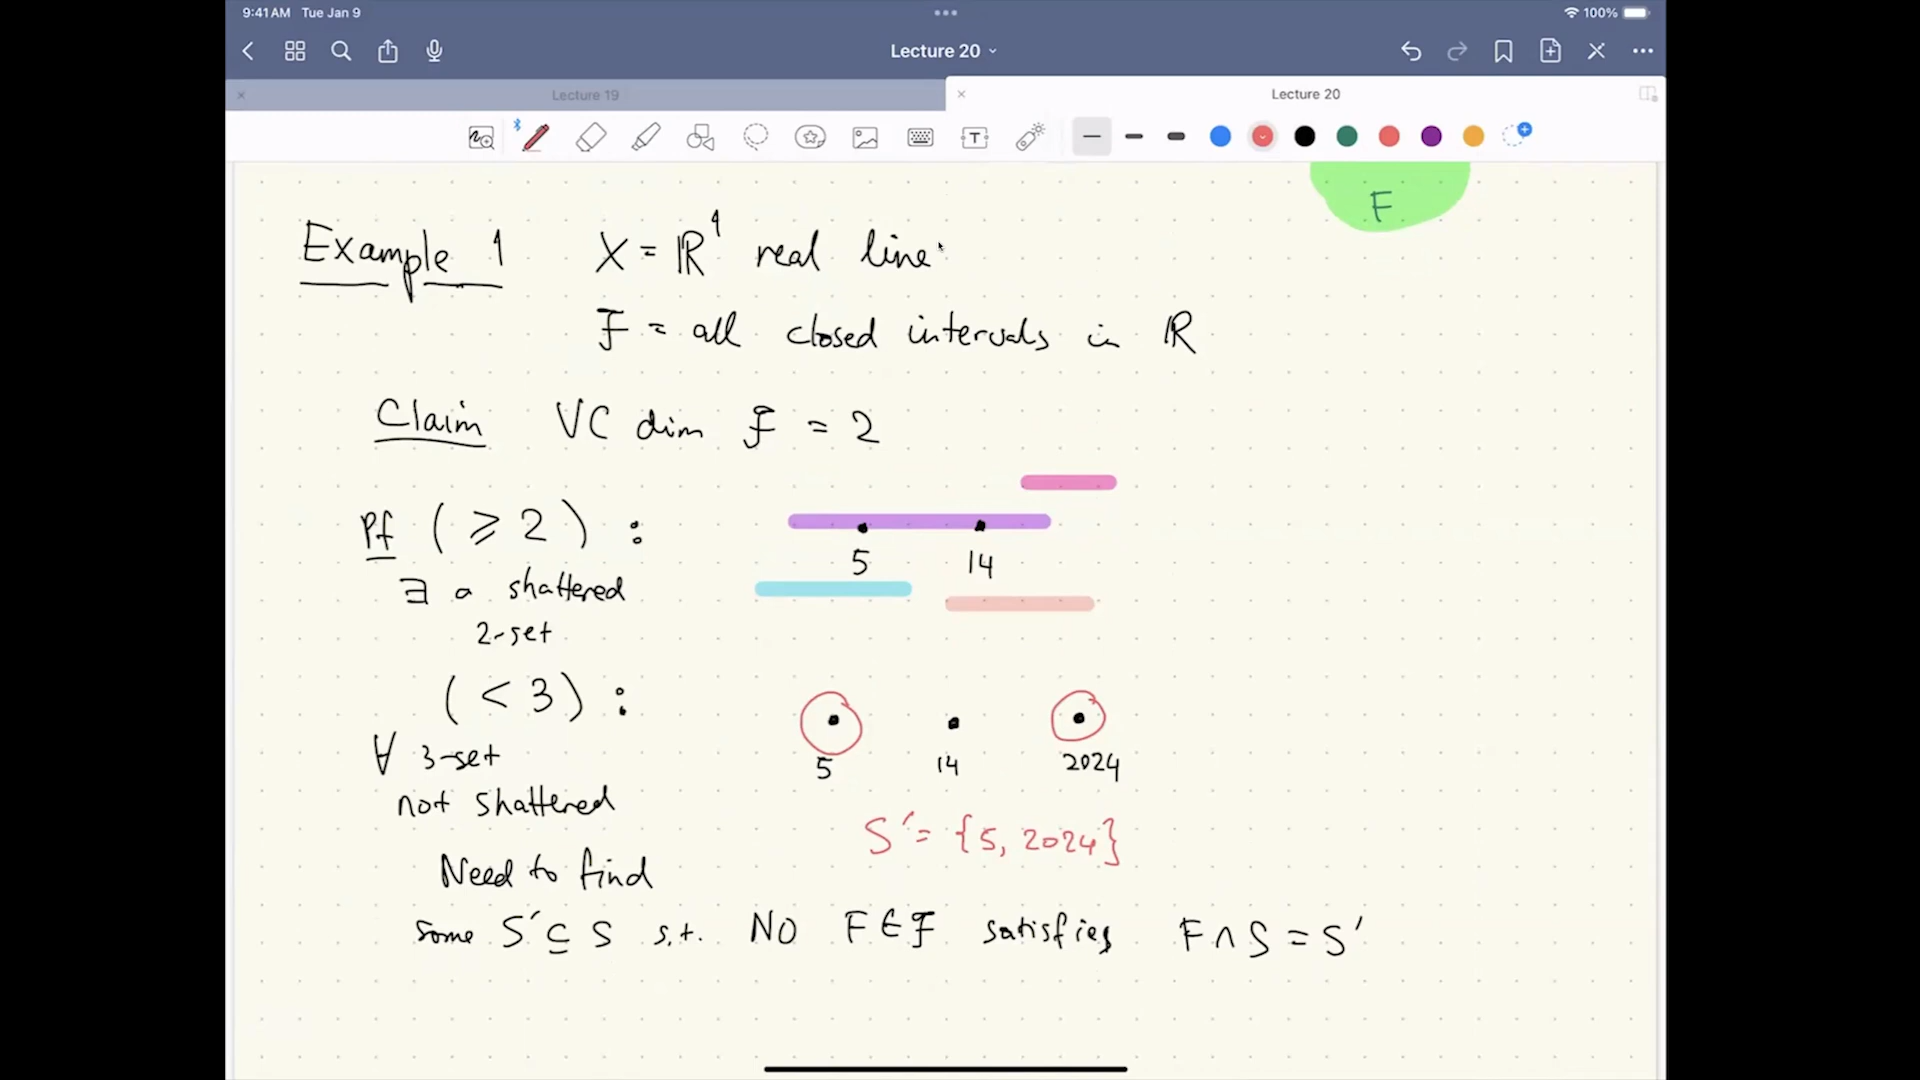 9:41 AM Tue Jan 9 100%
Lecture 20
Lecture 19 Lecture 20
F
Example 1 X = ℝ¹ real line
ℱ = all closed intervals in ℝ
Claim VC dim ℱ = 2
Pf (≥ 2) :
5 14
∃ a shattered
2-set
(< 3) :
5 14 2024
∀ 3-set
not shattered
S′ = {5, 2024}
Need to find
some S′ ⊆ S s.t. NO F ∈ ℱ satisfies F ∩ S = S′